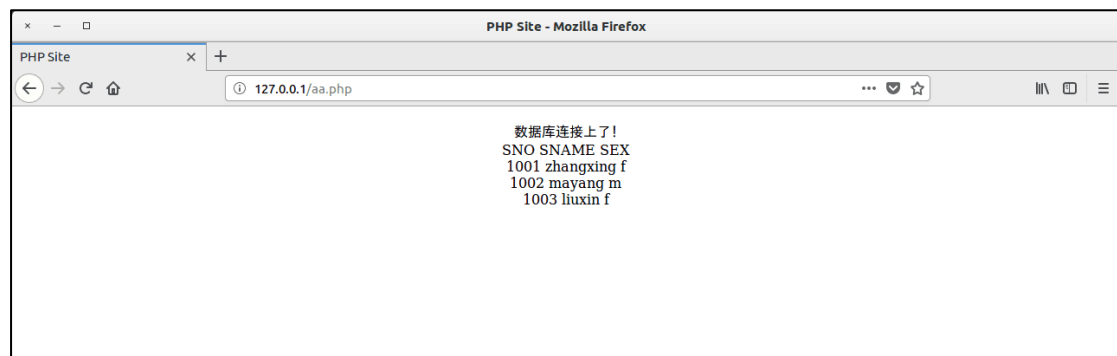 PHP Site - Mozilla Firefox
PHP Site
127.0.0.1/aa.php
数据库连接上了!
SNO SNAME SEX
1001 zhangxing f
1002 mayang m
1003 liuxin f